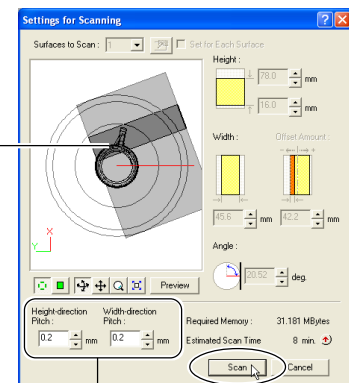 Settings for Scanning
Surfaces to Scan : 1 Set for Each Surface
Height :
78.0 mm
16.0 mm
Width : Offset Amount :
45.6 mm 42.2 mm
Angle :
20.52 deg.
X
Y
Preview
Height-direction Pitch : Width-direction Pitch :
0.2 mm 0.2 mm
Required Memory : 31.181 MBytes
Estimated Scan Time 8 min.
Scan Cancel